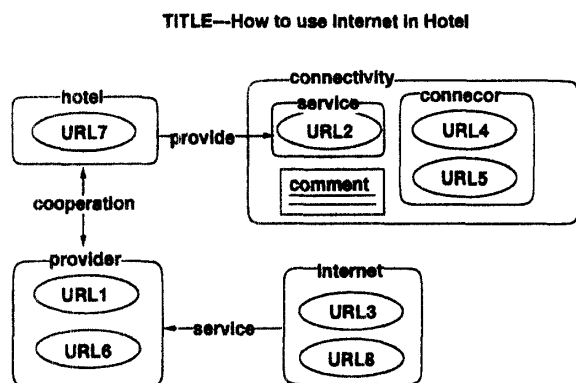 TITLE---How to use Internet in Hotel
connectivity
hotel
service
connecor
URL7
provide
URL2
URL4
comment
URL5
cooperation
provider
internet
URL1
URL3
service
URL6
URL8